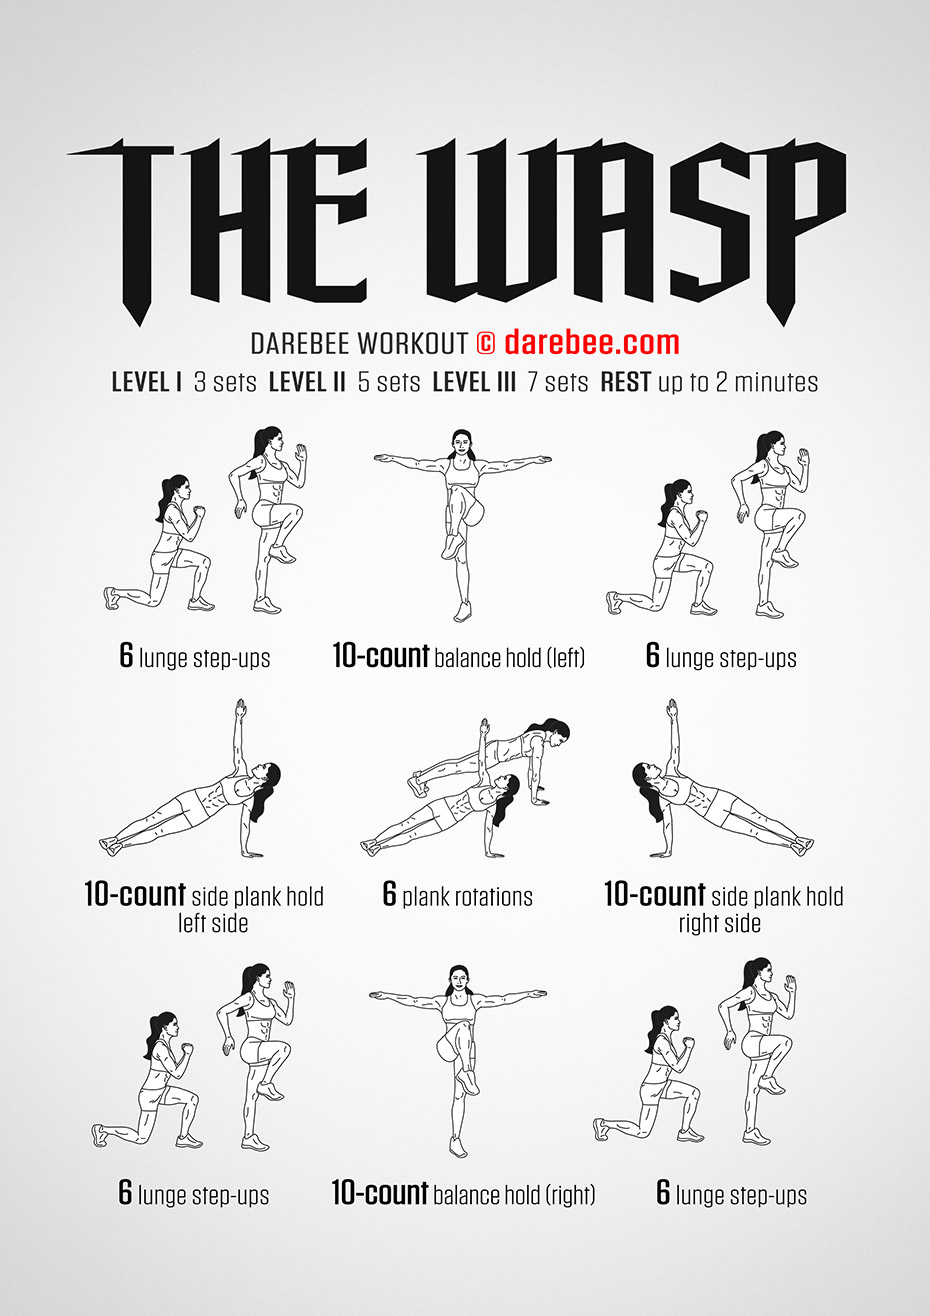 THE WASP
DAREBEE WORKOUT © darebee.com
LEVEL I 3 sets LEVEL II 5 sets LEVEL III 7 sets REST up to 2 minutes
6 lunge step-ups
10-count balance hold (left)
6 lunge step-ups
10-count side plank hold
left side
6 plank rotations
10-count side plank hold
right side
6 lunge step-ups
10-count balance hold (right)
6 lunge step-ups